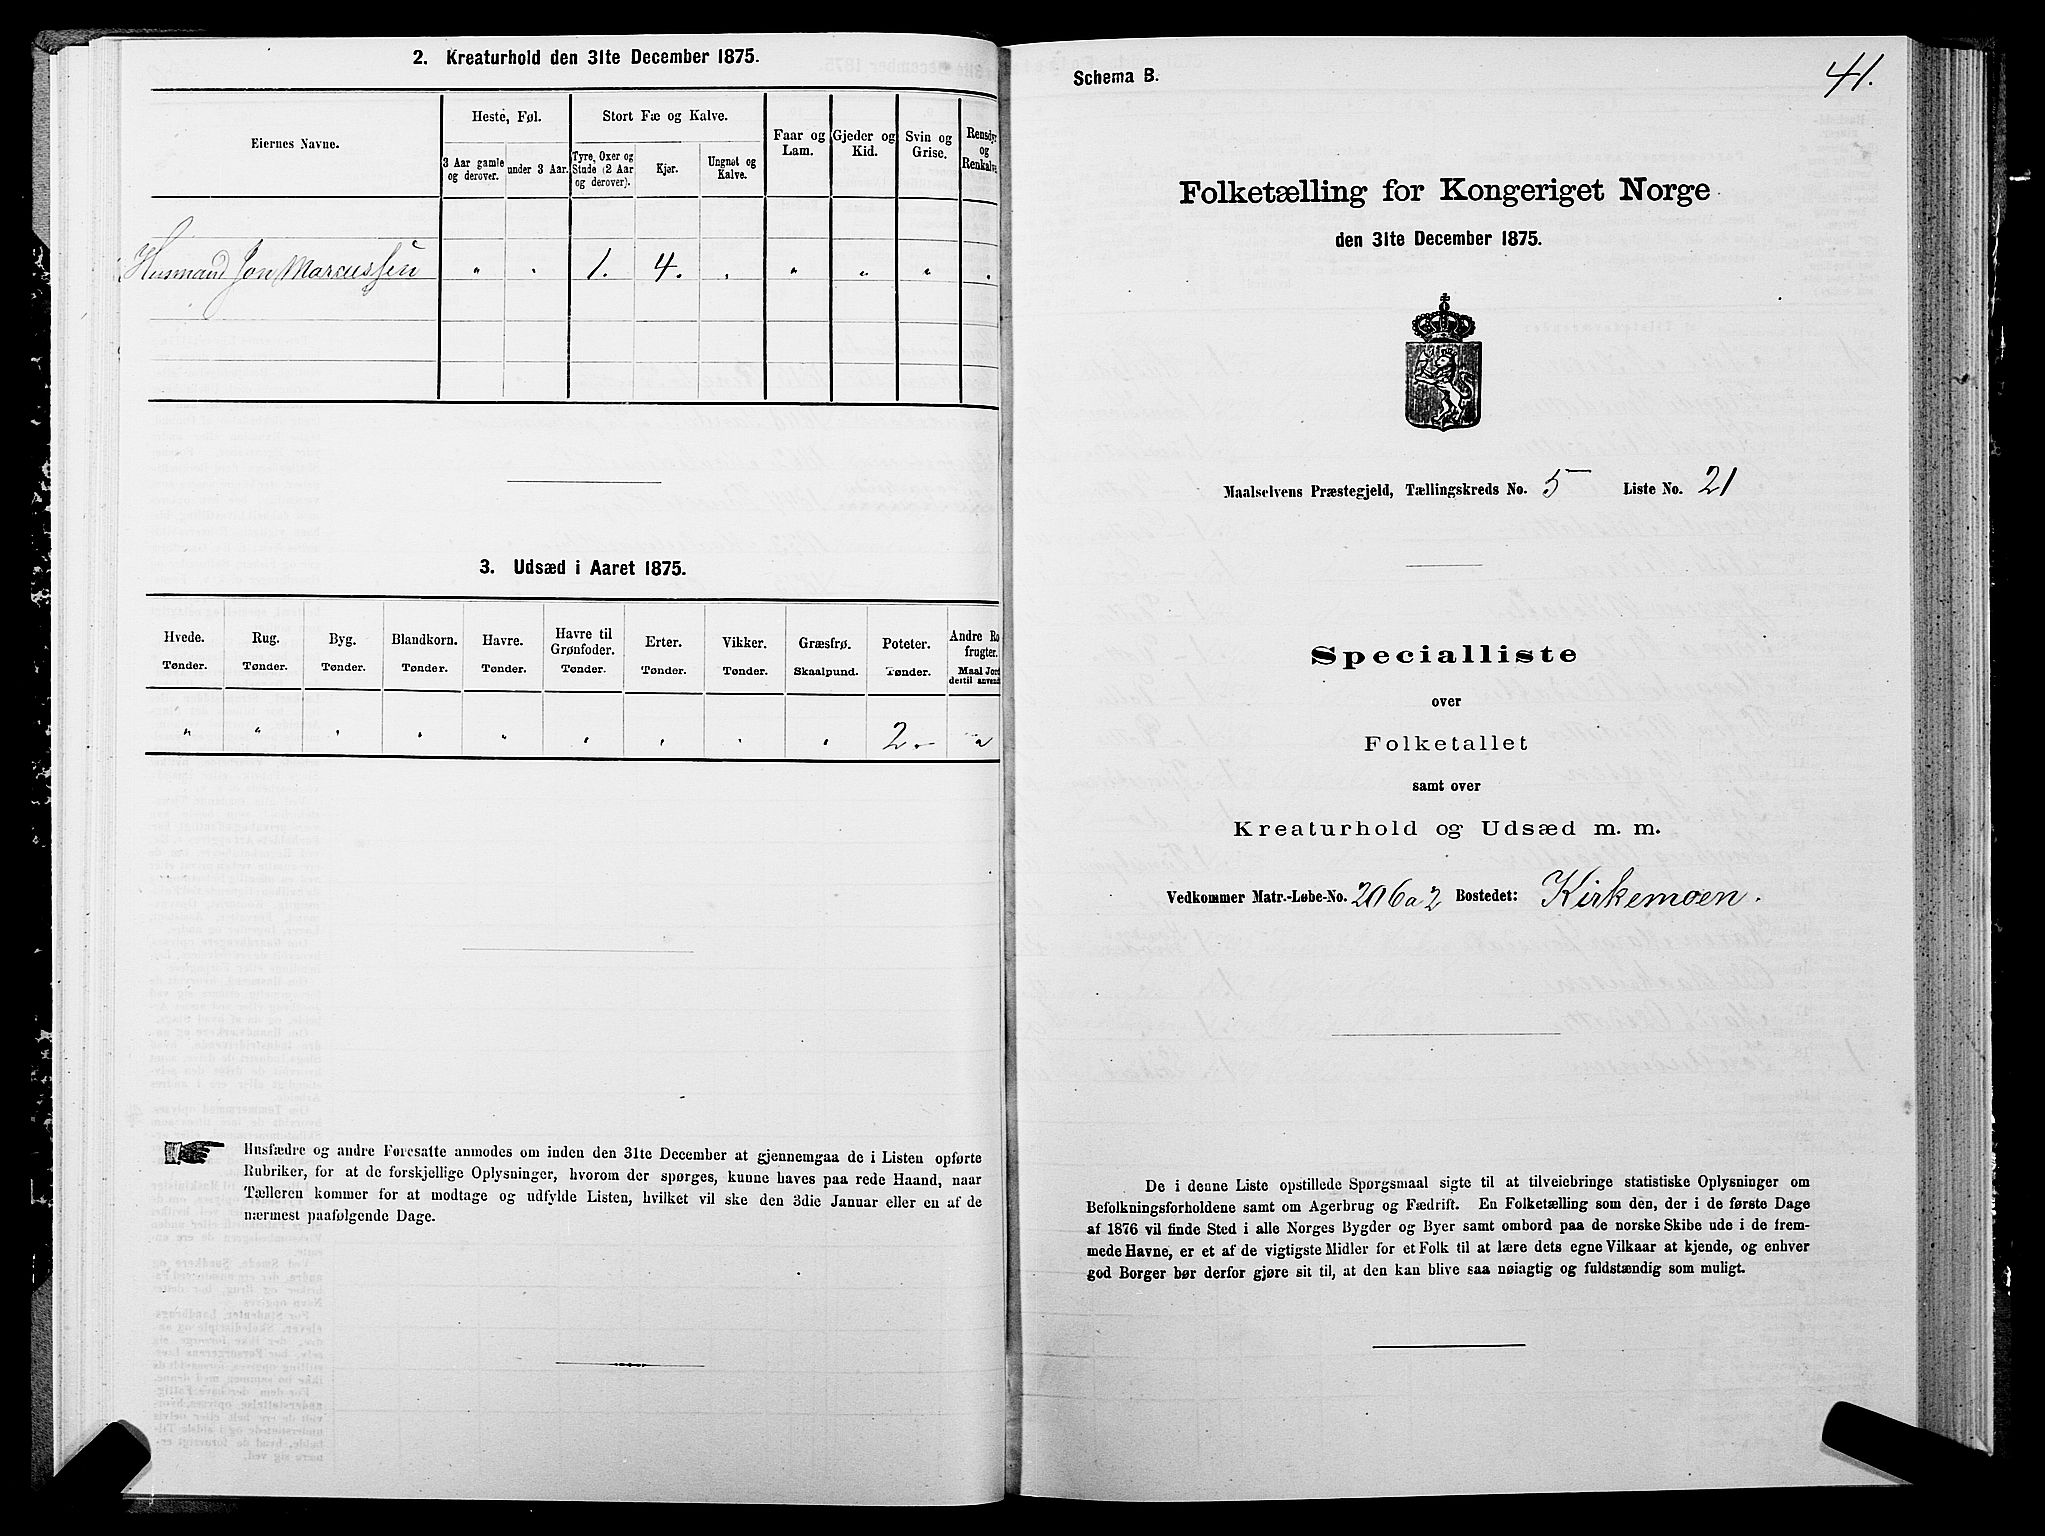 2. Kreaturhold den 31te December 1875.
Eiernes Navne.
Heste, Føl.
Stort Fæ og Kalve.
Faar og Lam.
Gjeder og Kid.
Svin og Grise.
Rensdyr og Renkalve.
3 Aar gamle og derover.
under 3 Aar.
Tyre, Oxer og Stude (2 Aar og derover).
Kjør.
Ungnøt og Kalve.
Husmand Jon Marcussen " " 1. 4. " " " " "
3. Udsæd i Aaret 1875.
Hvede. Rug. Byg. Blandkorn. Havre. Havre til Grønfoder. Erter. Vikker. Græsfrø. Poteter. Andre Ro frugter.
Tønder. Tønder. Tønder. Tønder. Tønder. Tønder. Tønder. Tønder. Skaalpund. Tønder. Maal Jord dertil anvend
" " " " " " " " " 2 " "
Husfædre og andre Foresatte anmodes om inden den 31te December at gjennemgaa de i Listen opførte
Rubriker, for at de forskjellige Oplysninger, hvorom der spørges, kunne haves paa rede Haand, naar
Tælleren kommer for at modtage og udfylde Listen, hvilket vil ske den 3die Januar eller en af de
nærmest paafølgende Dage.
Schema B.
41.
Folketælling for Kongeriget Norge
den 31te December 1875.
Maalselvens Præstegjeld, Tællingskreds No. 5 Liste No. 21
Specialliste
over
Folketallet
samt over
Kreaturhold og Udsæd m. m.
Vedkommer Matr.-Løbe-No. 206a2 Bostedet: Kirkemoen.
De i denne Liste opstillede Spørgsmaal sigte til at tilveiebringe statistiske Oplysninger om
Befolkningsforholdene samt om Agerbrug og Fædrift. En Folketælling som den, der i de første Dage
af 1876 vil finde Sted i alle Norges Bygder og Byer samt ombord paa de norske Skibe ude i de frem-
mede Havne, er et af de vigtigste Midler for et Folk til at lære dets egne Vilkaar at kjende, og enhver
god Borger bør derfor gjøre sit til, at den kan blive saa nøiagtig og fuldstændig som muligt.